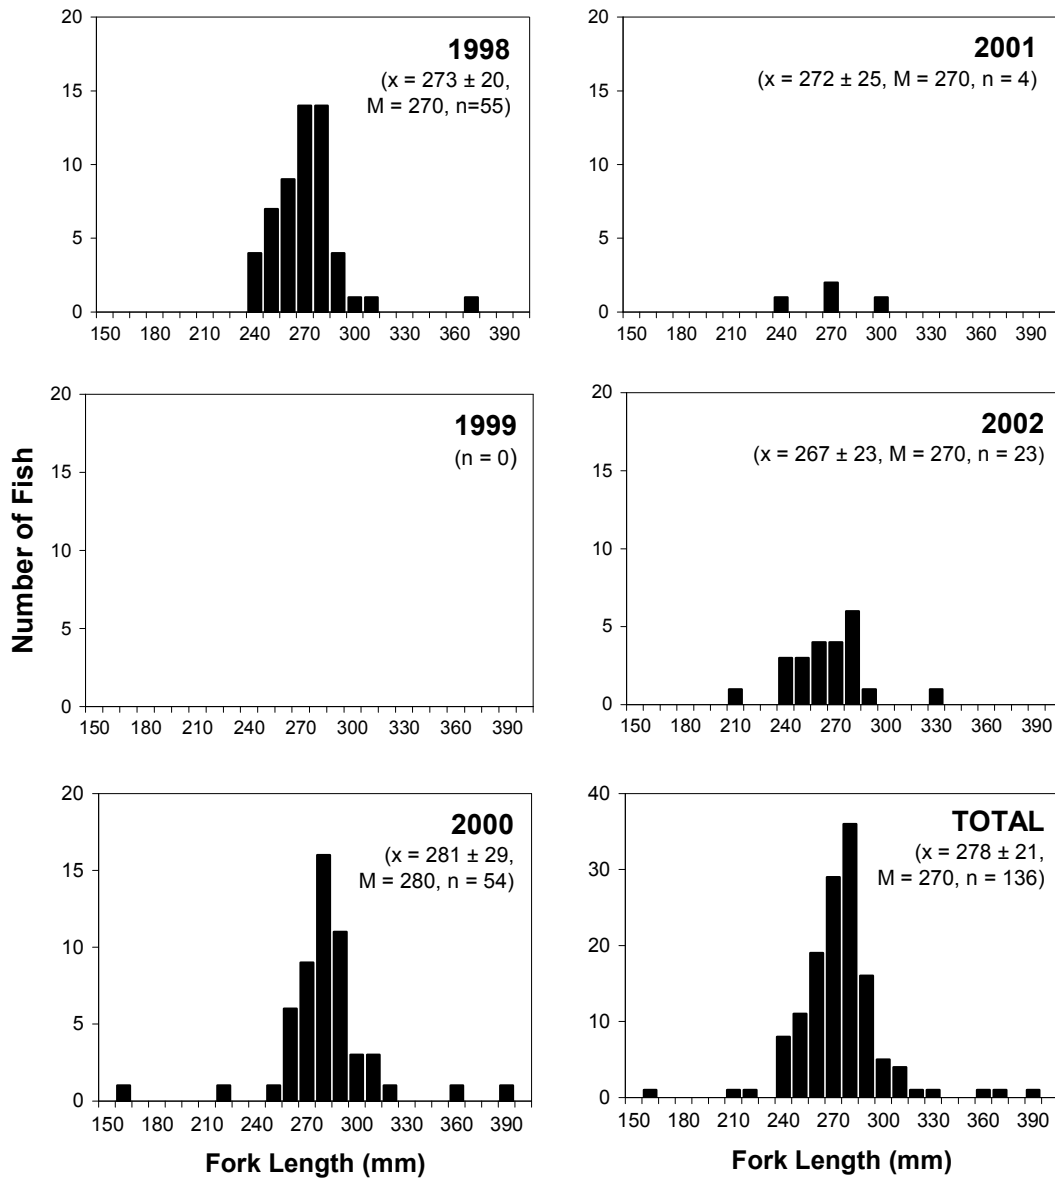 20
15
10
5
0
1998
(x = 273 ± 20,
M = 270, n=55)
150 180 210 240 270 300 330 360 390
20
15
10
5
0
2001
(x = 272 ± 25, M = 270, n = 4)
150 180 210 240 270 300 330 360 390
Number of Fish
20
15
10
5
0
1999
(n = 0)
150 180 210 240 270 300 330 360 390
20
15
10
5
0
2002
(x = 267 ± 23, M = 270, n = 23)
150 180 210 240 270 300 330 360 390
20
15
10
5
0
2000
(x = 281 ± 29,
M = 280, n = 54)
150 180 210 240 270 300 330 360 390
Fork Length (mm)
40
30
20
10
0
TOTAL
(x = 278 ± 21,
M = 270, n = 136)
150 180 210 240 270 300 330 360 390
Fork Length (mm)